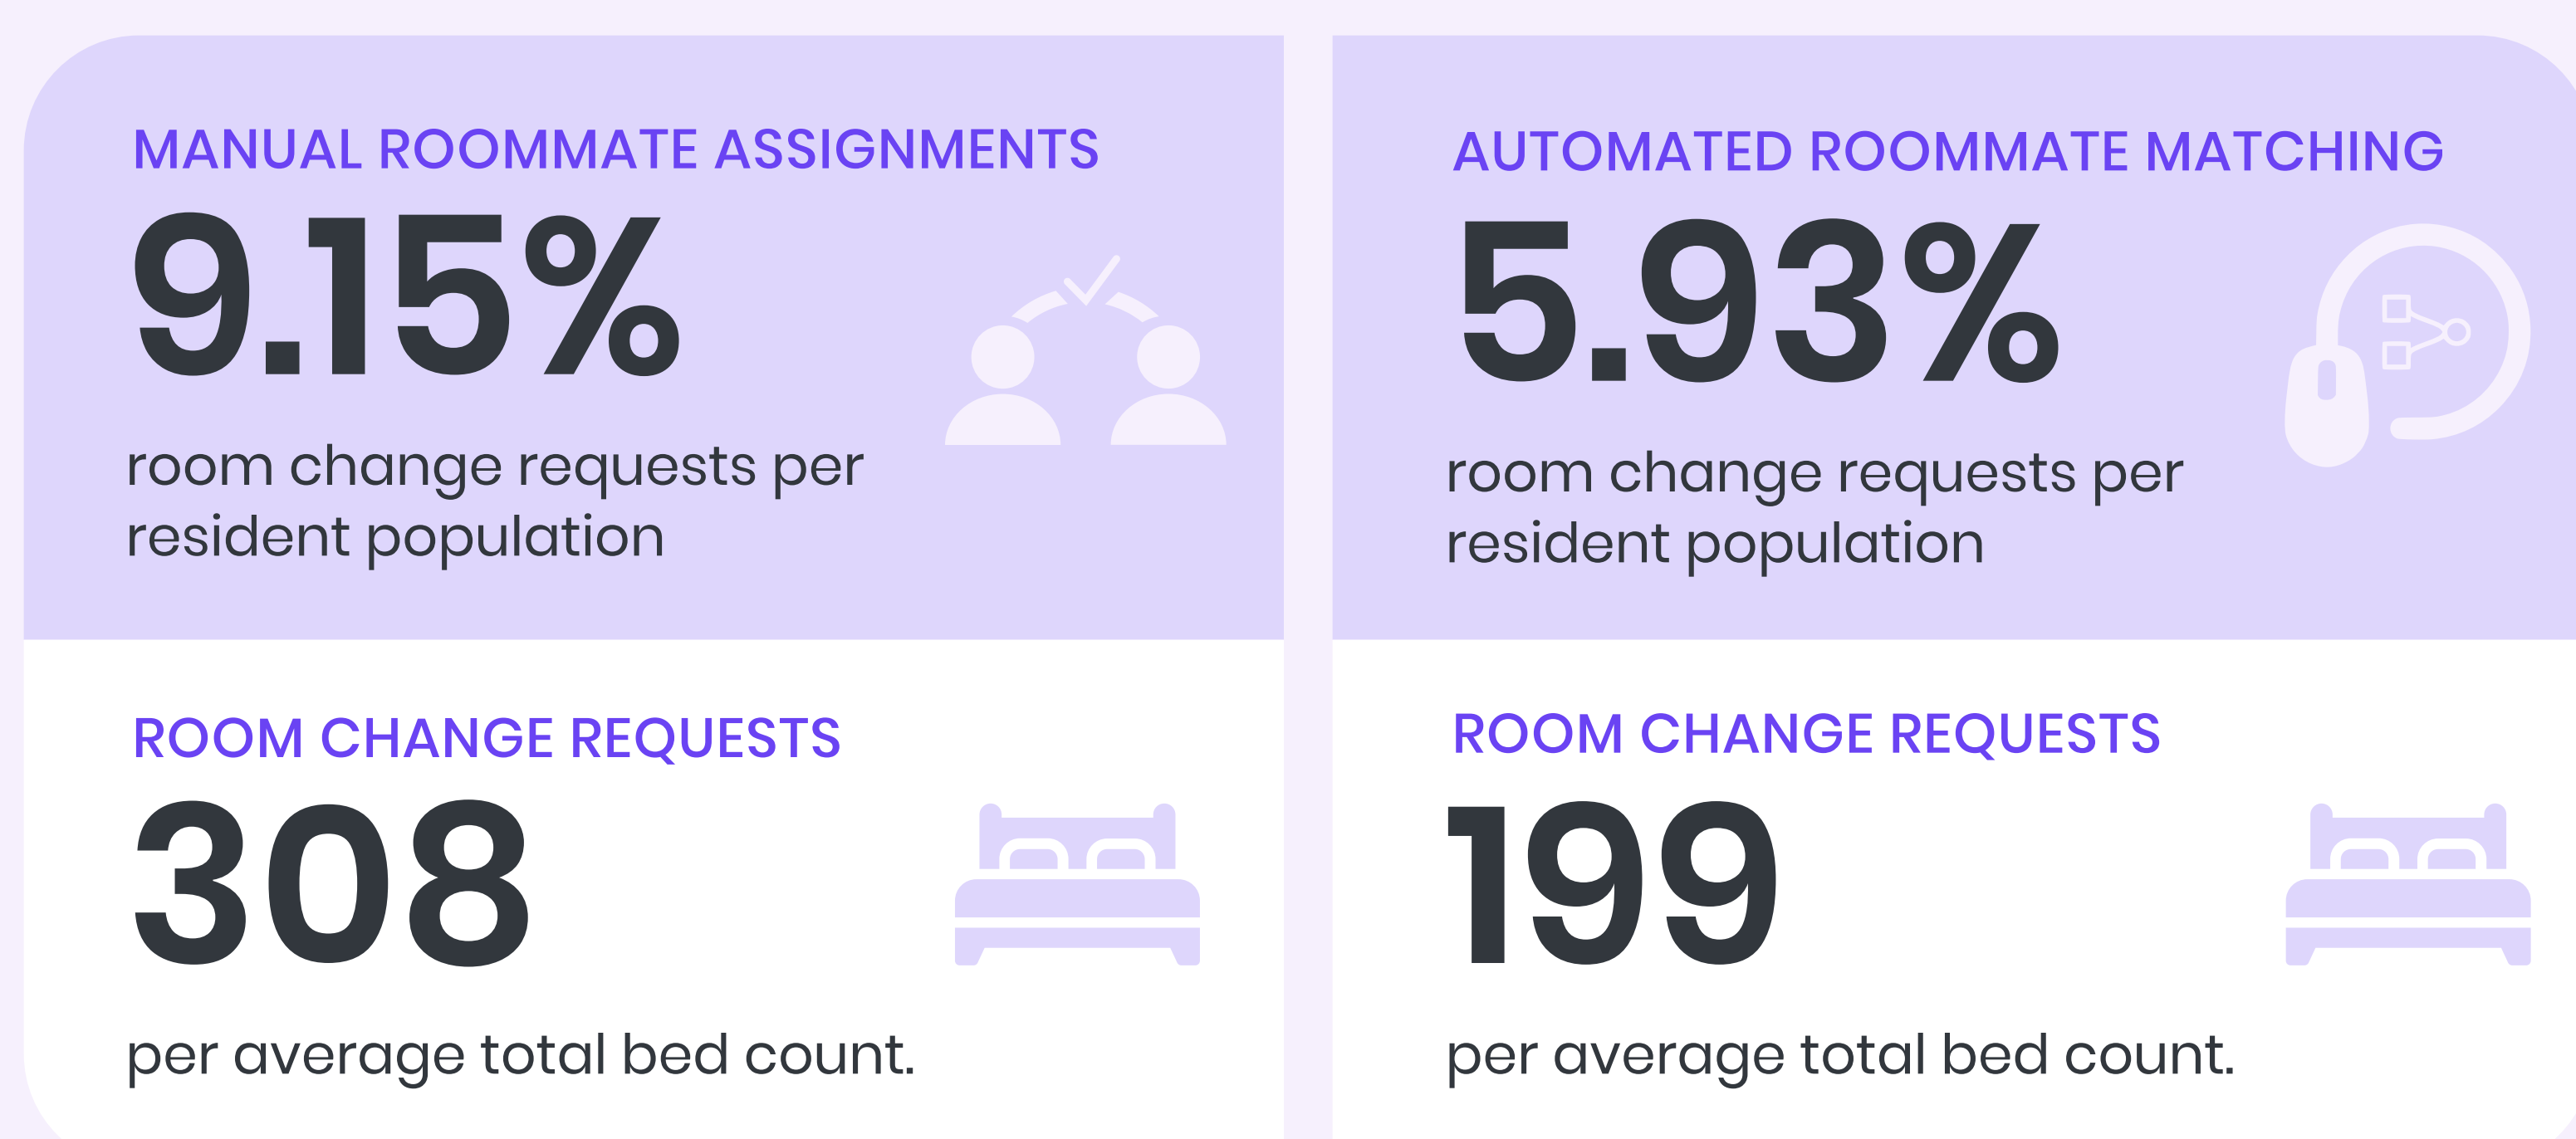 MANUAL ROOMMATE ASSIGNMENTS
9.15%
room change requests per
resident population
ROOM CHANGE REQUESTS
308
per average total bed count.
AUTOMATED ROOMMATE MATCHING
5.93%
room change requests per
resident population
ROOM CHANGE REQUESTS
199
per average total bed count.